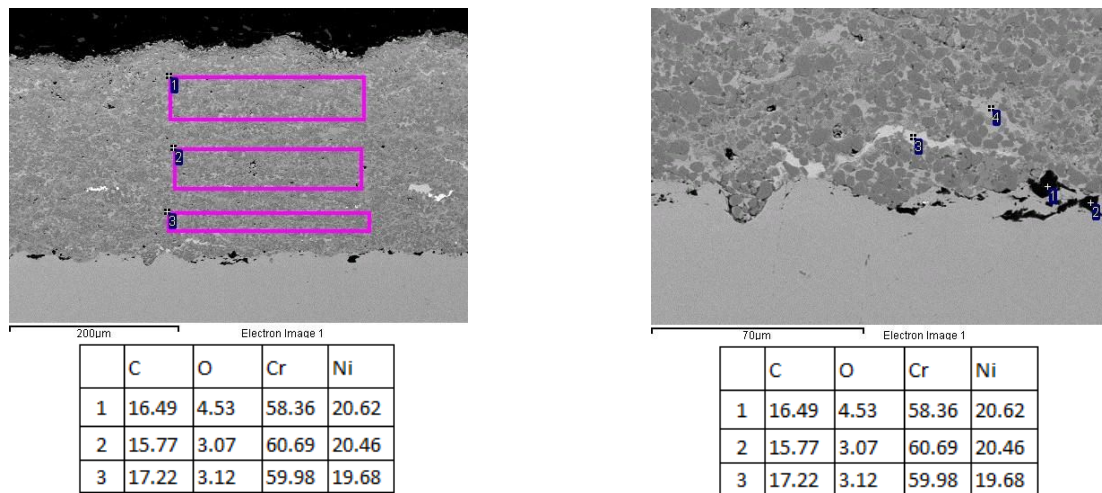 1
2
3
200µm Electron Image 1
C O Cr Ni
1 16.49 4.53 58.36 20.62
2 15.77 3.07 60.69 20.46
3 17.22 3.12 59.98 19.68
4
3
1
2
70µm Electron Image 1
C O Cr Ni
1 16.49 4.53 58.36 20.62
2 15.77 3.07 60.69 20.46
3 17.22 3.12 59.98 19.68